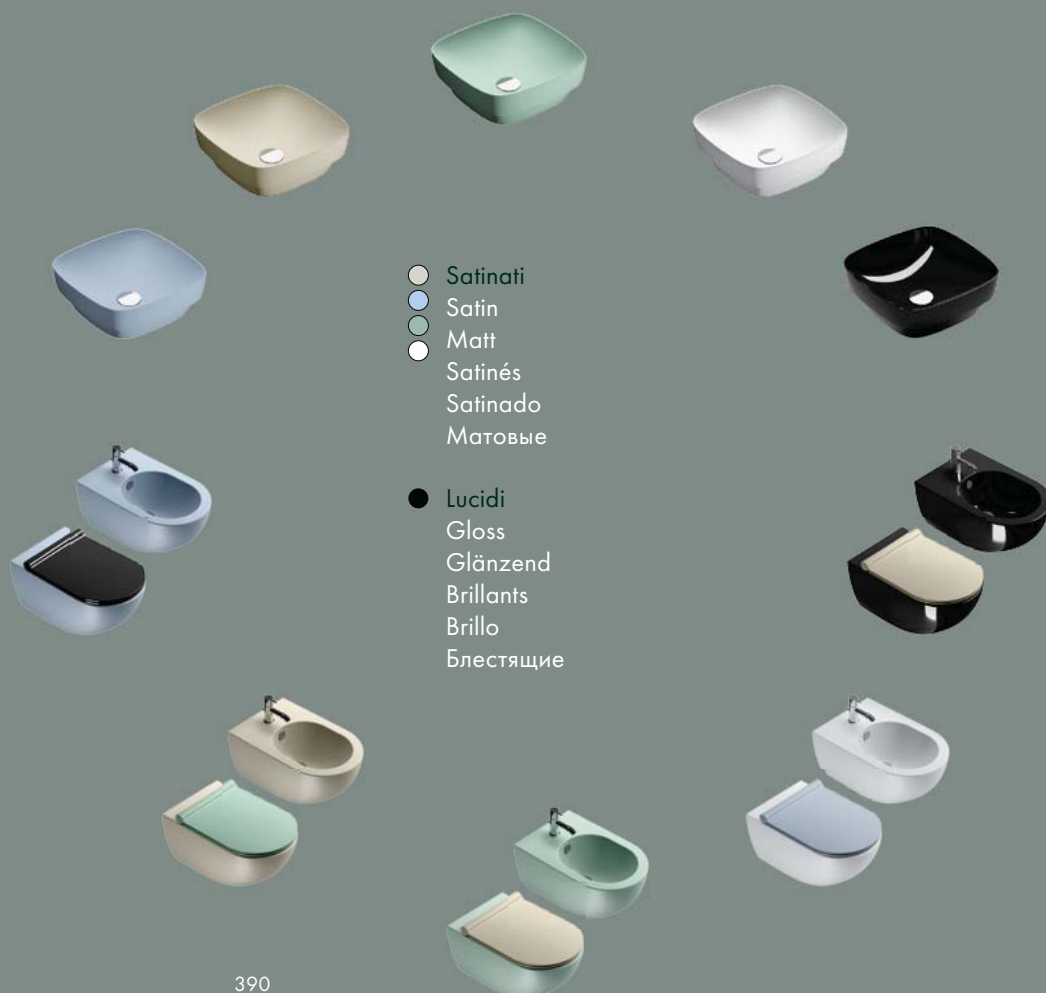 Satinati
Satin
Matt
Satinés
Satinado
Матовые
Lucidi
Gloss
Glänzend
Brillants
Brillo
Блестящие
390